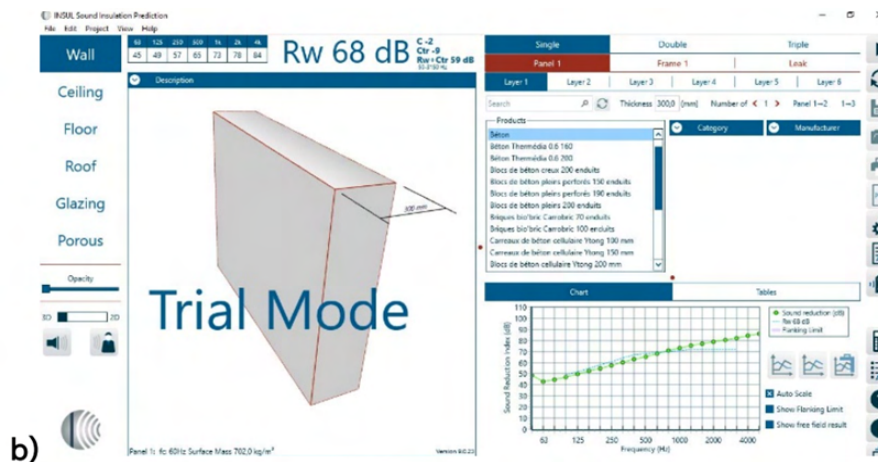 INSUL Sound Insulation Prediction
File Edit Project View Help
Wall
Ceiling
Floor
Roof
Glazing
Porous
Opacity
3D 2D
63 125 250 500 1k 2k 4k
45 49 57 65 73 78 84
Rw 68 dB
C -2
Ctr -9
Rw+Ctr 59 dB
Description
300 mm
Trial Mode
Panel 1: fc 60Hz Surface Mass 702,0 kg/m²
Version 9.0.23
Single Double Triple
Panel 1 Frame 1 Leak
Layer 1 Layer 2 Layer 3 Layer 4 Layer 5 Layer 6
Search Thickness 300,0 (mm) Number of < 1 > Panel 1--2 1--3
Products
Béton
Béton Thermédia 0.6 160
Béton Thermédia 0.6 200
Blocs de béton creux 200 enduits
Blocs de béton pleins perforés 150 enduits
Blocs de béton pleins perforés 190 enduits
Blocs de béton pleins 200 enduits
Briques bio'bric Carrobric 70 enduits
Briques bio'bric Carrobric 100 enduits
Carreaux de béton cellulaire Ytong 100 mm
Carreaux de béton cellulaire Ytong 150 mm
Blocs de béton cellulaire Ytong 200 mm
Category
Manufacturer
Chart Tables
Sound Reduction Index (dB)
110
100
90
80
70
60
50
40
30
20
10
0
63 125 250 500 1000 2000 4000
Frequency (Hz)
Sound reduction (dB)
Rw 68 dB
Flanking Limit
Auto Scale
Show Flanking Limit
Show free field result
b)